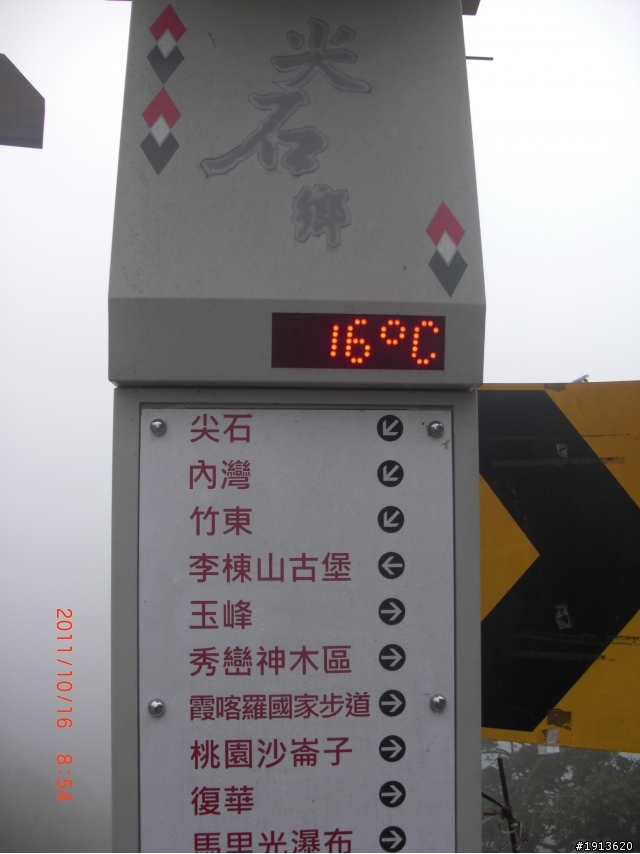 尖石鄉
16°C
尖石
內灣
竹東
李棟山古堡
玉峰
秀巒神木區
霞喀羅國家步道
桃園沙崙子
復華
馬里光瀑布
2011/10/16 8:54
#1913620